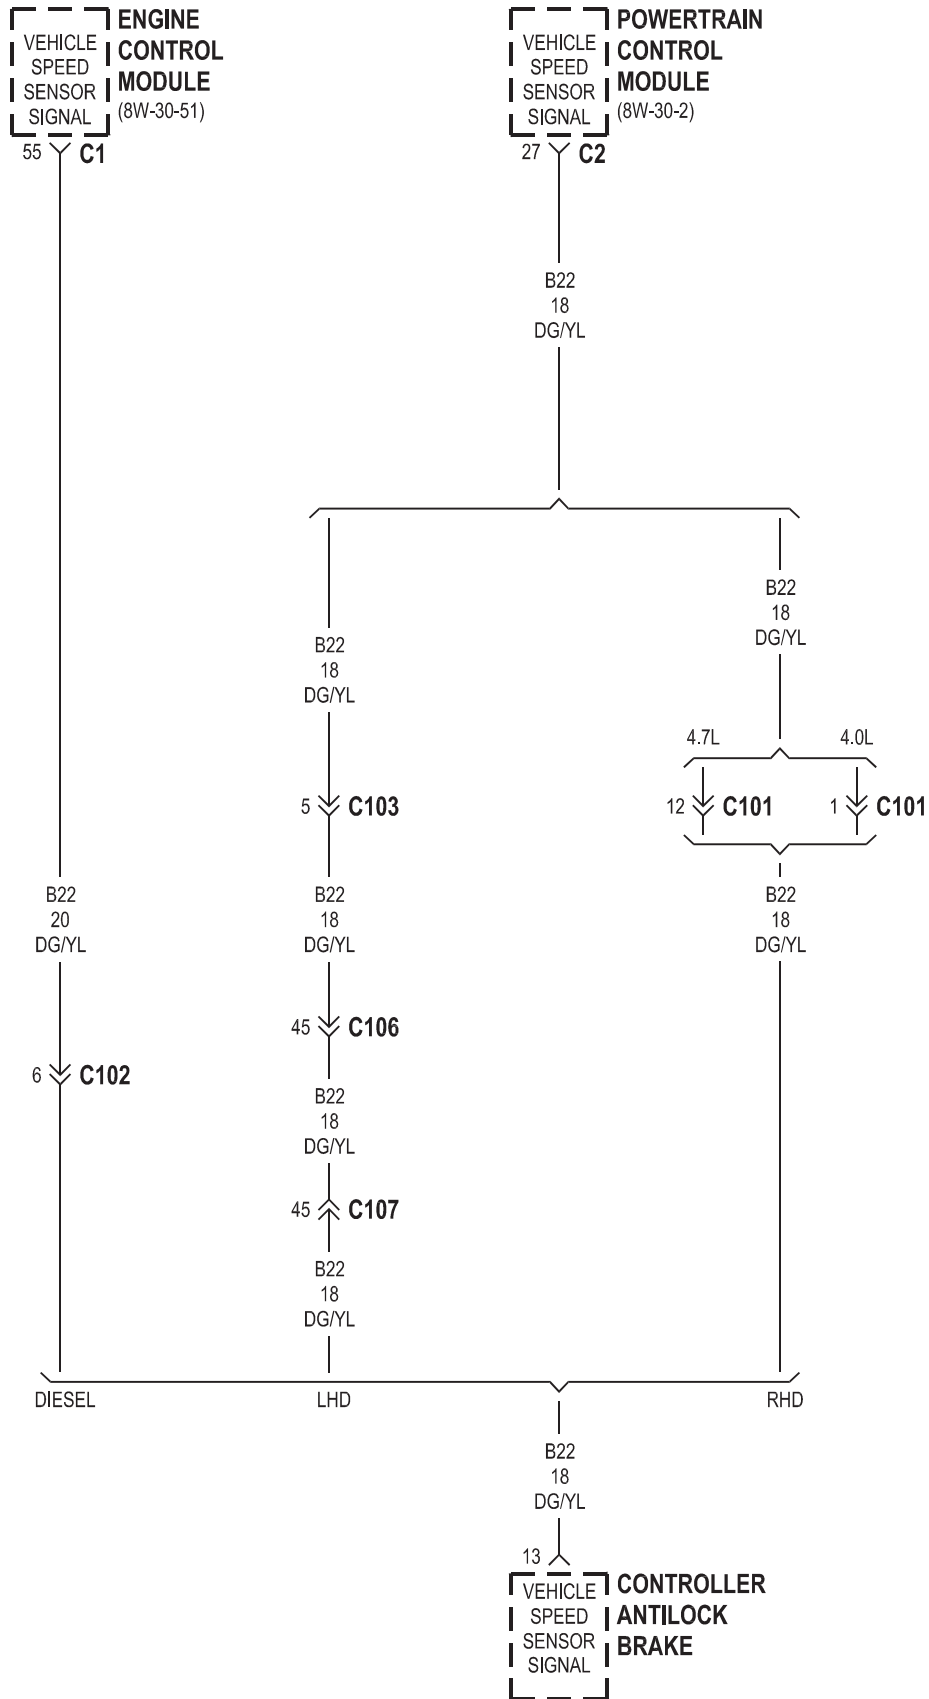 VEHICLE
SPEED
SENSOR
SIGNAL
ENGINE
CONTROL
MODULE
(8W-30-51)
55 C1
VEHICLE
SPEED
SENSOR
SIGNAL
POWERTRAIN
CONTROL
MODULE
(8W-30-2)
27 C2
B22
18
DG/YL
B22
18
DG/YL
B22
18
DG/YL
4.7L 4.0L
5 C103
12 C101
1 C101
B22
20
DG/YL
B22
18
DG/YL
B22
18
DG/YL
45 C106
6 C102
B22
18
DG/YL
45 C107
B22
18
DG/YL
DIESEL LHD RHD
B22
18
DG/YL
13
VEHICLE
SPEED
SENSOR
SIGNAL
CONTROLLER
ANTILOCK
BRAKE